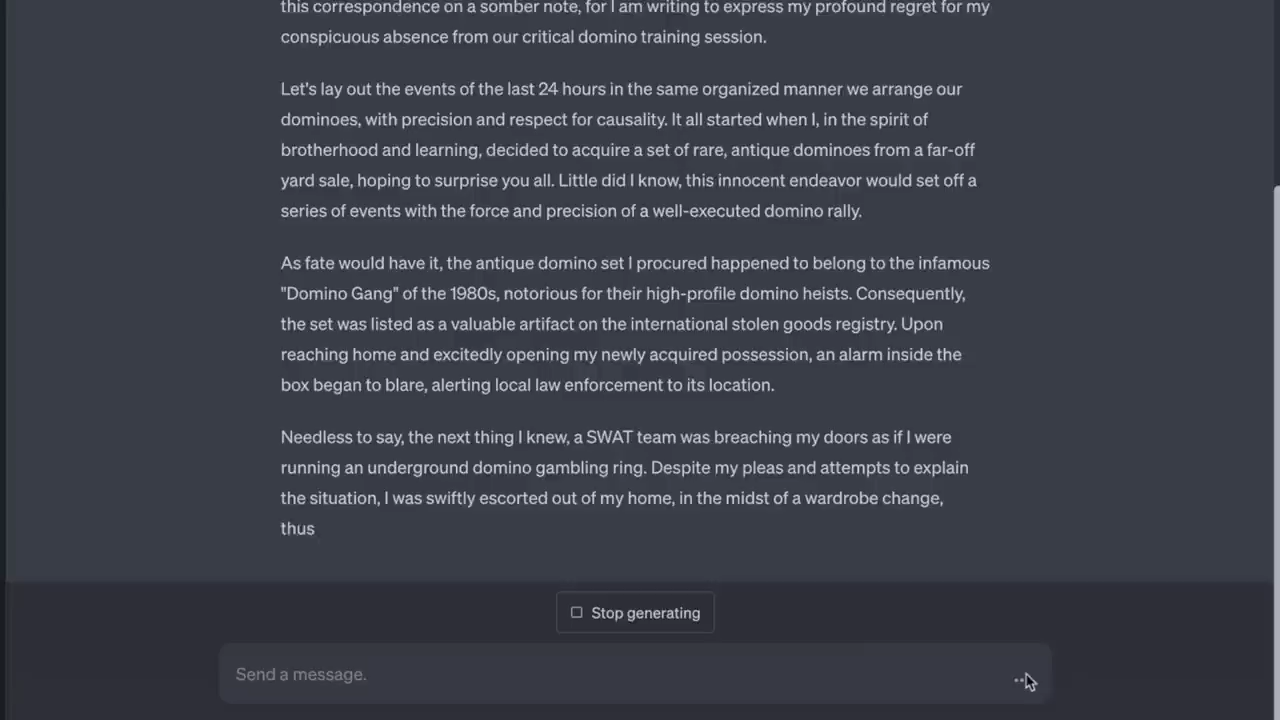 this correspondence on a somber note, for I am writing to express my profound regret for my
conspicuous absence from our critical domino training session.
Let's lay out the events of the last 24 hours in the same organized manner we arrange our
dominoes, with precision and respect for causality. It all started when I, in the spirit of
brotherhood and learning, decided to acquire a set of rare, antique dominoes from a far-off
yard sale, hoping to surprise you all. Little did I know, this innocent endeavor would set off a
series of events with the force and precision of a well-executed domino rally.
As fate would have it, the antique domino set I procured happened to belong to the infamous
"Domino Gang" of the 1980s, notorious for their high-profile domino heists. Consequently,
the set was listed as a valuable artifact on the international stolen goods registry. Upon
reaching home and excitedly opening my newly acquired possession, an alarm inside the
box began to blare, alerting local law enforcement to its location.
Needless to say, the next thing I knew, a SWAT team was breaching my doors as if I were
running an underground domino gambling ring. Despite my pleas and attempts to explain
the situation, I was swiftly escorted out of my home, in the midst of a wardrobe change,
thus
Stop generating
Send a message.